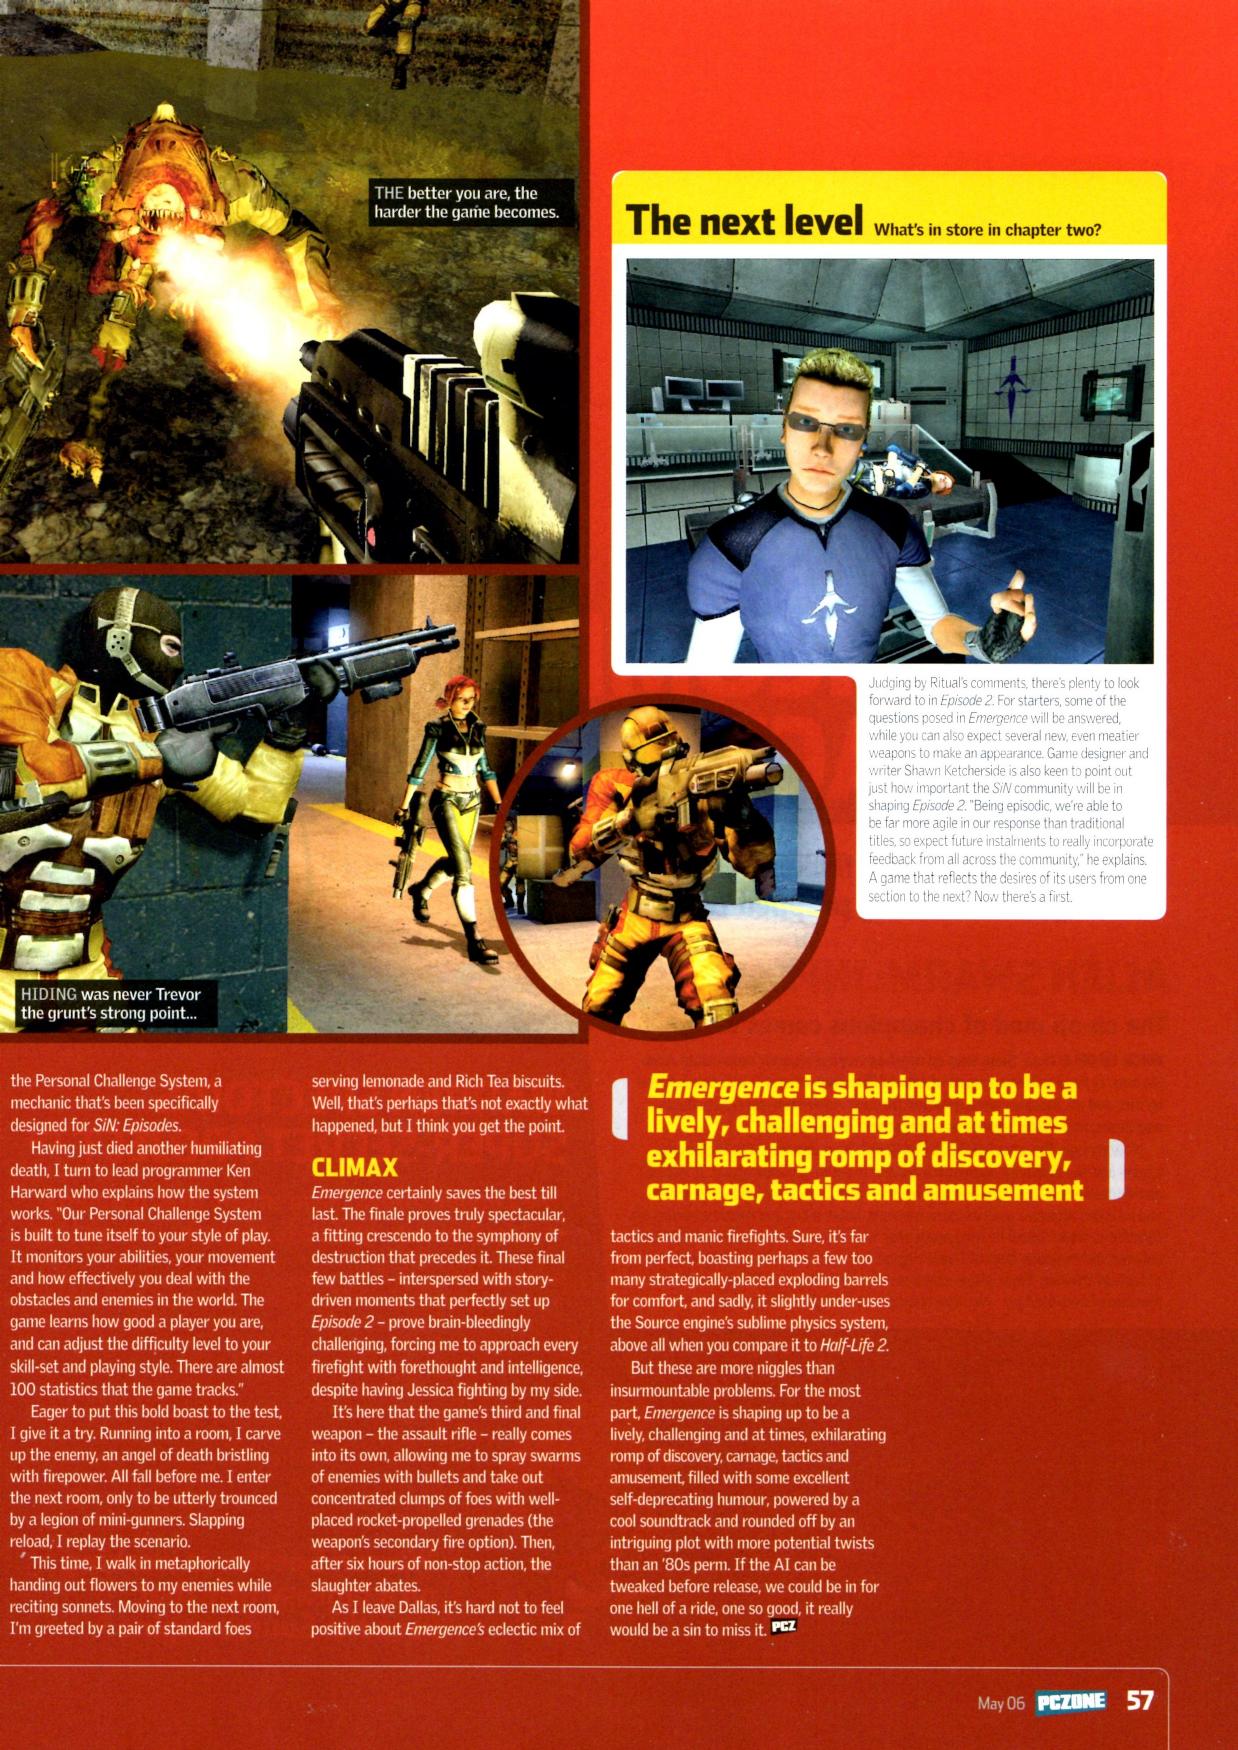 THE better you are, the
harder the game becomes.
The next level What's in store in chapter two?
Judging by Ritual's comments, there's plenty to look
forward to in Episode 2. For starters, some of the
questions posed in Emergence will be answered,
while you can also expect several new, even meatier
weapons to make an appearance. Game designer and
writer Shawn Ketcherside is also keen to point out
just how important the SiN community will be in
shaping Episode 2. "Being episodic, we're able to
be far more agile in our response than traditional
titles, so expect future instalments to really incorporate
feedback from all across the community," he explains.
A game that reflects the desires of its users from one
section to the next? Now there's a first.
HIDING was never Trevor
the grunt's strong point...
the Personal Challenge System, a
mechanic that's been specifically
designed for SiN: Episodes.
Having just died another humiliating
death, I turn to lead programmer Ken
Harward who explains how the system
works. "Our Personal Challenge System
is built to tune itself to your style of play.
It monitors your abilities, your movement
and how effectively you deal with the
obstacles and enemies in the world. The
game learns how good a player you are,
and can adjust the difficulty level to your
skill-set and playing style. There are almost
100 statistics that the game tracks."
Eager to put this bold boast to the test,
I give it a try. Running into a room, I carve
up the enemy, an angel of death bristling
with firepower. All fall before me. I enter
the next room, only to be utterly trounced
by a legion of mini-gunners. Slapping
reload, I replay the scenario.
This time, I walk in metaphorically
handing out flowers to my enemies while
reciting sonnets. Moving to the next room,
I'm greeted by a pair of standard foes
serving lemonade and Rich Tea biscuits.
Well, that's perhaps that's not exactly what
happened, but I think you get the point.
CLIMAX
Emergence certainly saves the best till
last. The finale proves truly spectacular,
a fitting crescendo to the symphony of
destruction that precedes it. These final
few battles – interspersed with story-
driven moments that perfectly set up
Episode 2 – prove brain-bleedingly
challenging, forcing me to approach every
firefight with forethought and intelligence,
despite having Jessica fighting by my side.
It's here that the game's third and final
weapon – the assault rifle – really comes
into its own, allowing me to spray swarms
of enemies with bullets and take out
concentrated clumps of foes with well-
placed rocket-propelled grenades (the
weapon's secondary fire option). Then,
after six hours of non-stop action, the
slaughter abates.
As I leave Dallas, it's hard not to feel
positive about Emergence's eclectic mix of
Emergence is shaping up to be a
lively, challenging and at times
exhilarating romp of discovery,
carnage, tactics and amusement
tactics and manic firefights. Sure, it's far
from perfect, boasting perhaps a few too
many strategically-placed exploding barrels
for comfort, and sadly, it slightly under-uses
the Source engine's sublime physics system,
above all when you compare it to Half-Life 2.
But these are more niggles than
insurmountable problems. For the most
part, Emergence is shaping up to be a
lively, challenging and at times, exhilarating
romp of discovery, carnage, tactics and
amusement, filled with some excellent
self-deprecating humour, powered by a
cool soundtrack and rounded off by an
intriguing plot with more potential twists
than an '80s perm. If the AI can be
tweaked before release, we could be in for
one hell of a ride, one so good, it really
would be a sin to miss it. PCZ
May 06 PCZONE 57